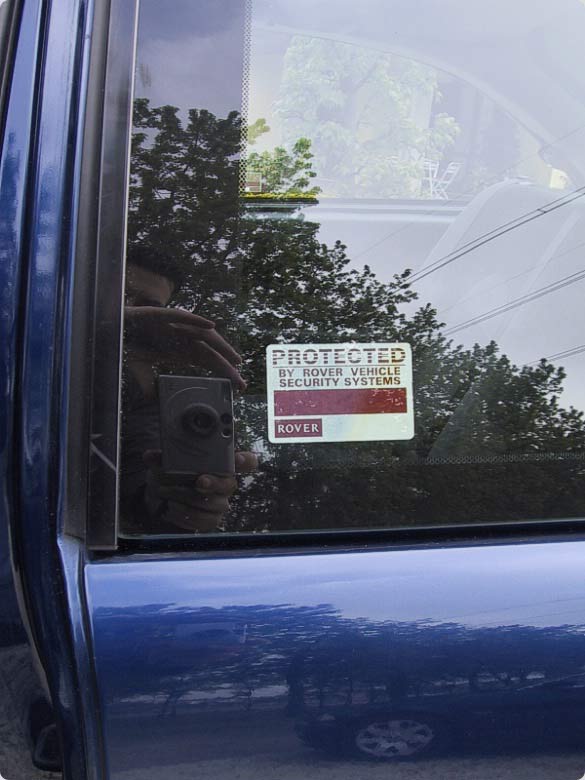 PROTECTED
BY ROVER VEHICLE
SECURITY SYSTEMS
ROVER